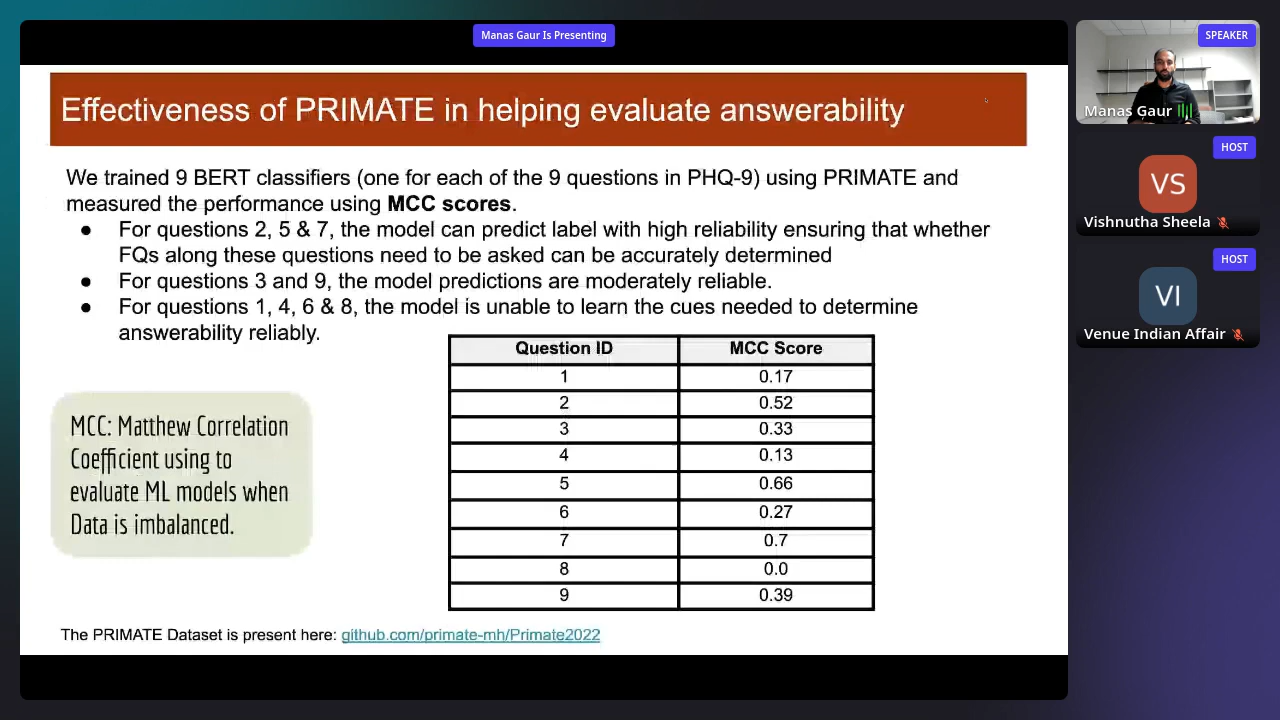 Manas Gaur Is Presenting
Effectiveness of PRIMATE in helping evaluate answerability
We trained 9 BERT classifiers (one for each of the 9 questions in PHQ-9) using PRIMATE and
measured the performance using MCC scores.
● For questions 2, 5 & 7, the model can predict label with high reliability ensuring that whether
FQs along these questions need to be asked can be accurately determined
● For questions 3 and 9, the model predictions are moderately reliable.
● For questions 1, 4, 6 & 8, the model is unable to learn the cues needed to determine
answerability reliably.
Question ID MCC Score
1 0.17
2 0.52
3 0.33
4 0.13
5 0.66
6 0.27
7 0.7
8 0.0
9 0.39
MCC: Matthew Correlation
Coefficient using to
evaluate ML models when
Data is imbalanced.
The PRIMATE Dataset is present here: github.com/primate-mh/Primate2022
SPEAKER
Manas Gaur
HOST
VS
Vishnutha Sheela
HOST
VI
Venue Indian Affair